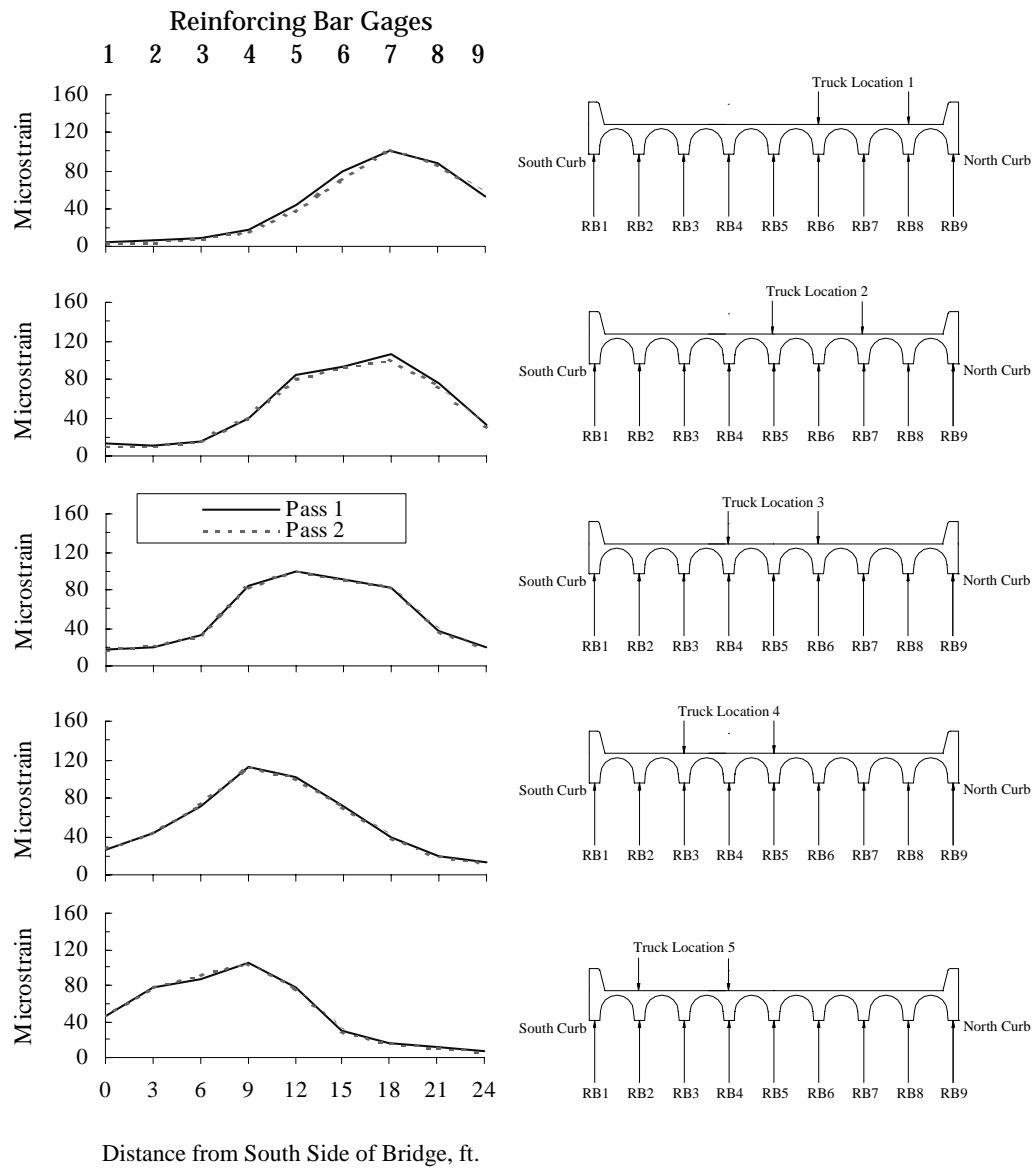 Reinforcing Bar Gages
1 2 3 4 5 6 7 8 9
160
120
80
40
0
Microstrain
Truck Location 1
South Curb
North Curb
RB1 RB2 RB3 RB4 RB5 RB6 RB7 RB8 RB9
160
120
80
40
0
Microstrain
Truck Location 2
South Curb
North Curb
RB1 RB2 RB3 RB4 RB5 RB6 RB7 RB8 RB9
160
120
80
40
0
Microstrain
Pass 1
Pass 2
Truck Location 3
South Curb
North Curb
RB1 RB2 RB3 RB4 RB5 RB6 RB7 RB8 RB9
160
120
80
40
0
Microstrain
Truck Location 4
South Curb
North Curb
RB1 RB2 RB3 RB4 RB5 RB6 RB7 RB8 RB9
160
120
80
40
0
Microstrain
0 3 6 9 12 15 18 21 24
Truck Location 5
South Curb
North Curb
RB1 RB2 RB3 RB4 RB5 RB6 RB7 RB8 RB9
Distance from South Side of Bridge, ft.